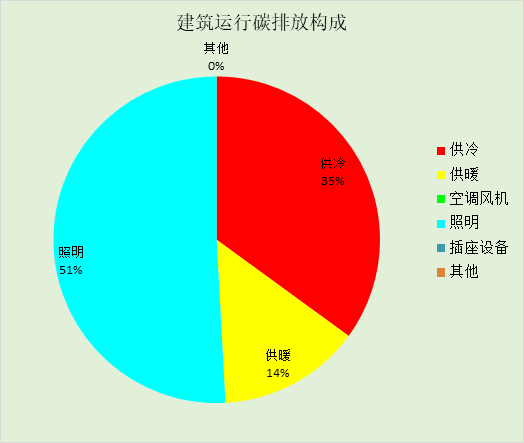 建筑运行碳排放构成
其他
0%
供冷
35%
照明
51%
供暖
14%
供冷
供暖
空调风机
照明
插座设备
其他